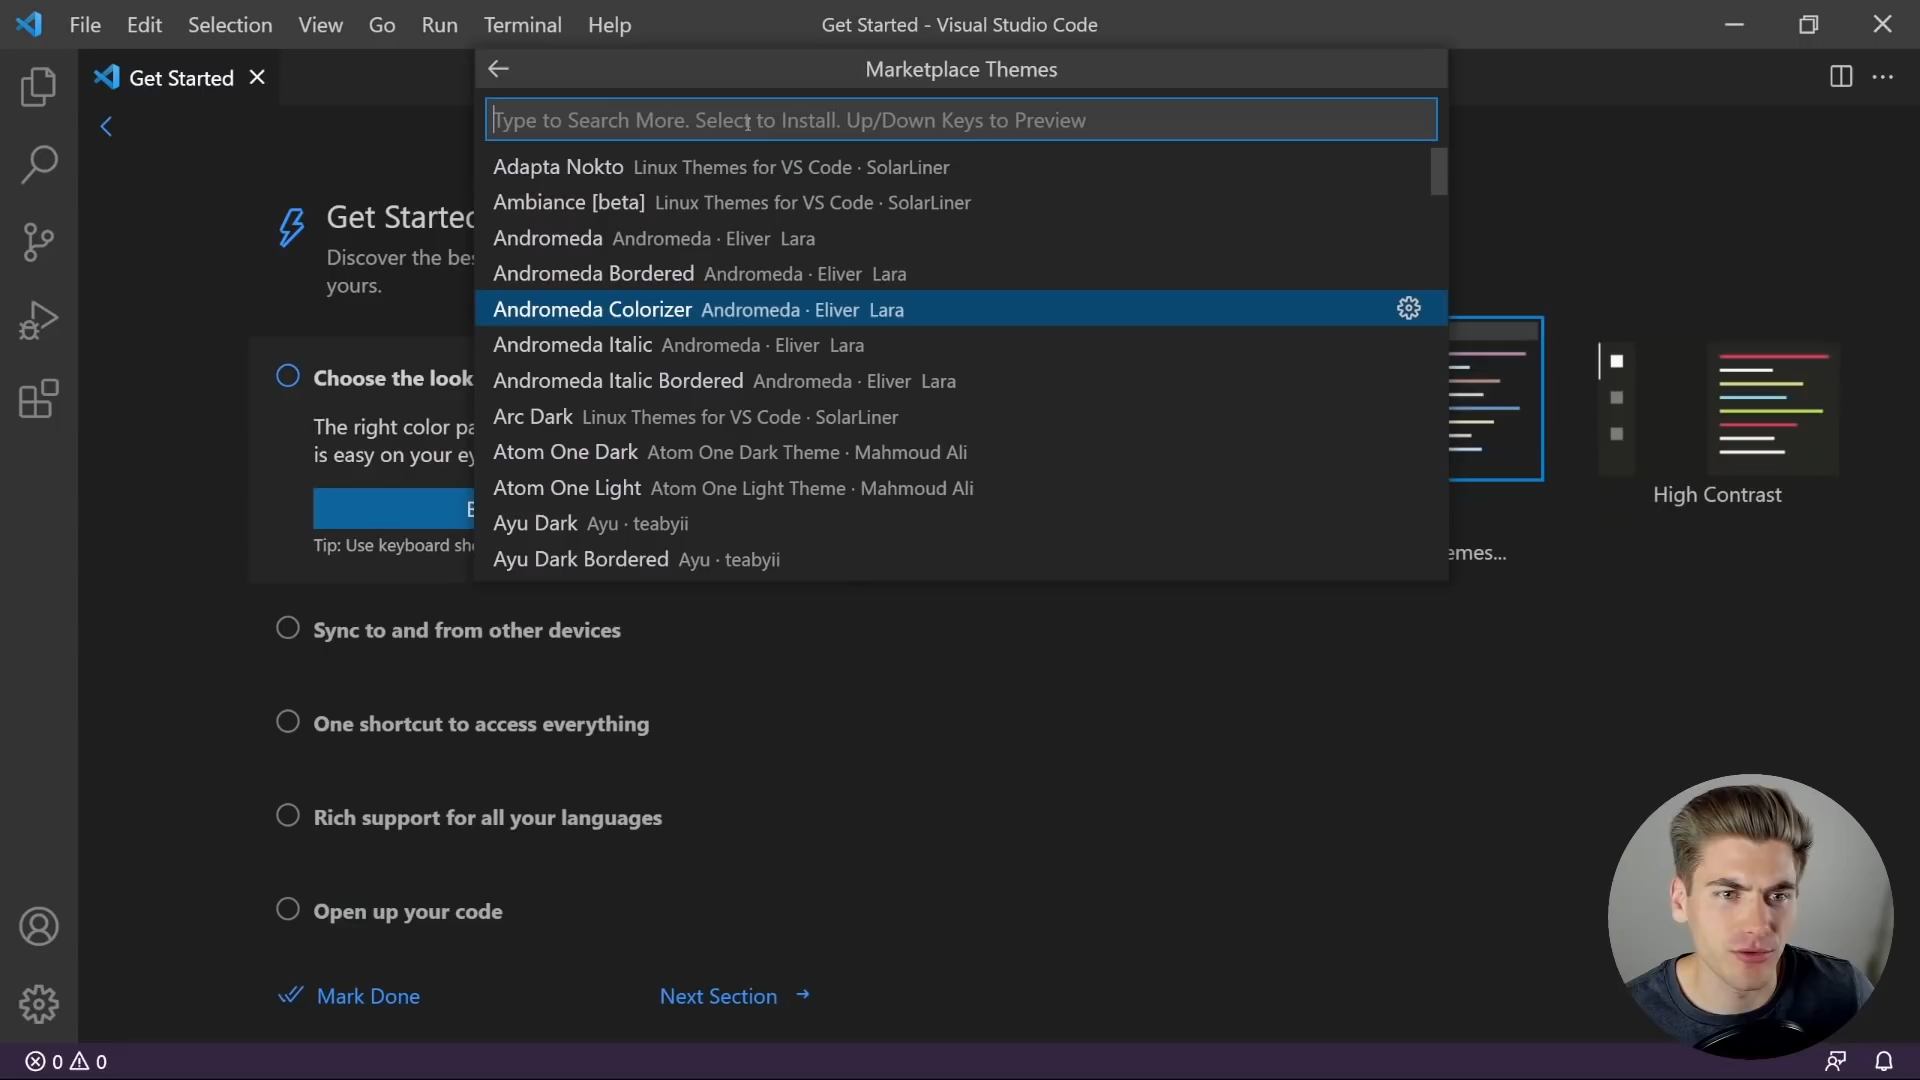 File Edit Selection View Go Run Terminal Help
Get Started - Visual Studio Code
Get Started
Marketplace Themes
Type to Search More. Select to Install. Up/Down Keys to Preview
Adapta Nokto Linux Themes for VS Code · SolarLiner
Ambiance [beta] Linux Themes for VS Code · SolarLiner
Andromeda Andromeda · Eliver Lara
Andromeda Bordered Andromeda · Eliver Lara
Andromeda Colorizer Andromeda · Eliver Lara
Andromeda Italic Andromeda · Eliver Lara
Andromeda Italic Bordered Andromeda · Eliver Lara
Arc Dark Linux Themes for VS Code · SolarLiner
Atom One Dark Atom One Dark Theme · Mahmoud Ali
Atom One Light Atom One Light Theme · Mahmoud Ali
Ayu Dark Ayu · teabyii
Ayu Dark Bordered Ayu · teabyii
Get Started
Discover the bes
yours.
Choose the look
The right color pa
is easy on your ey
Tip: Use keyboard sh
High Contrast
emes...
Sync to and from other devices
One shortcut to access everything
Rich support for all your languages
Open up your code
Mark Done
Next Section
0 0